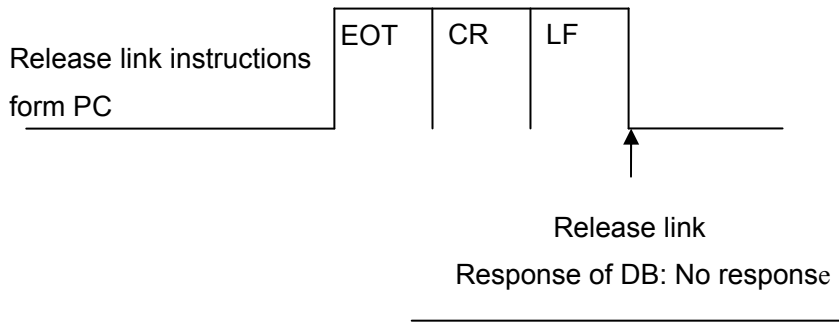 EOT CR LF
Release link instructions
form PC
Release link
Response of DB: No response